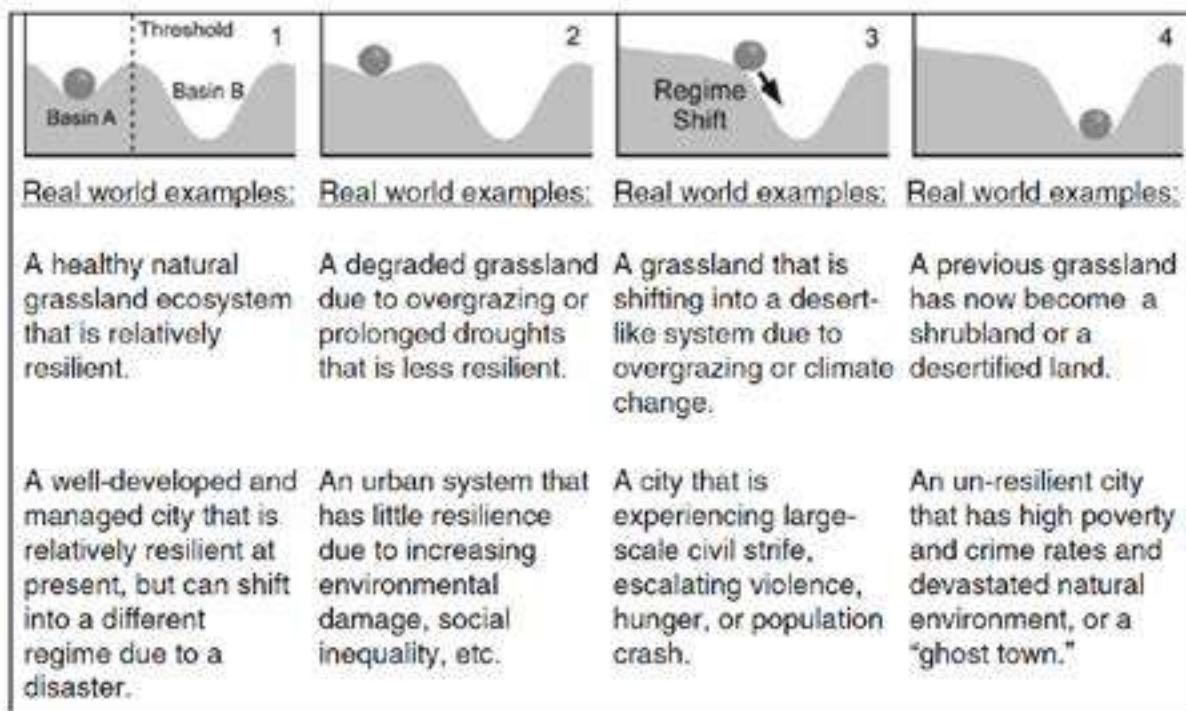 Threshold
1
Basin A
Basin B
2
3
Regime
Shift
4
Real world examples:
A healthy natural
grassland ecosystem
that is relatively
resilient.
A well-developed and
managed city that is
relatively resilient at
present, but can shift
into a different
regime due to a
disaster.
Real world examples:
A degraded grassland
due to overgrazing or
prolonged droughts
that is less resilient.
An urban system that
has little resilience
due to increasing
environmental
damage, social
inequality, etc.
Real world examples:
A grassland that is
shifting into a desert-
like system due to
overgrazing or climate
change.
A city that is
experiencing large-
scale civil strife,
escalating violence,
hunger, or population
crash.
Real world examples:
A previous grassland
has now become a
shrubland or a
desertified land.
An un-resilient city
that has high poverty
and crime rates and
devastated natural
environment, or a
“ghost town.”